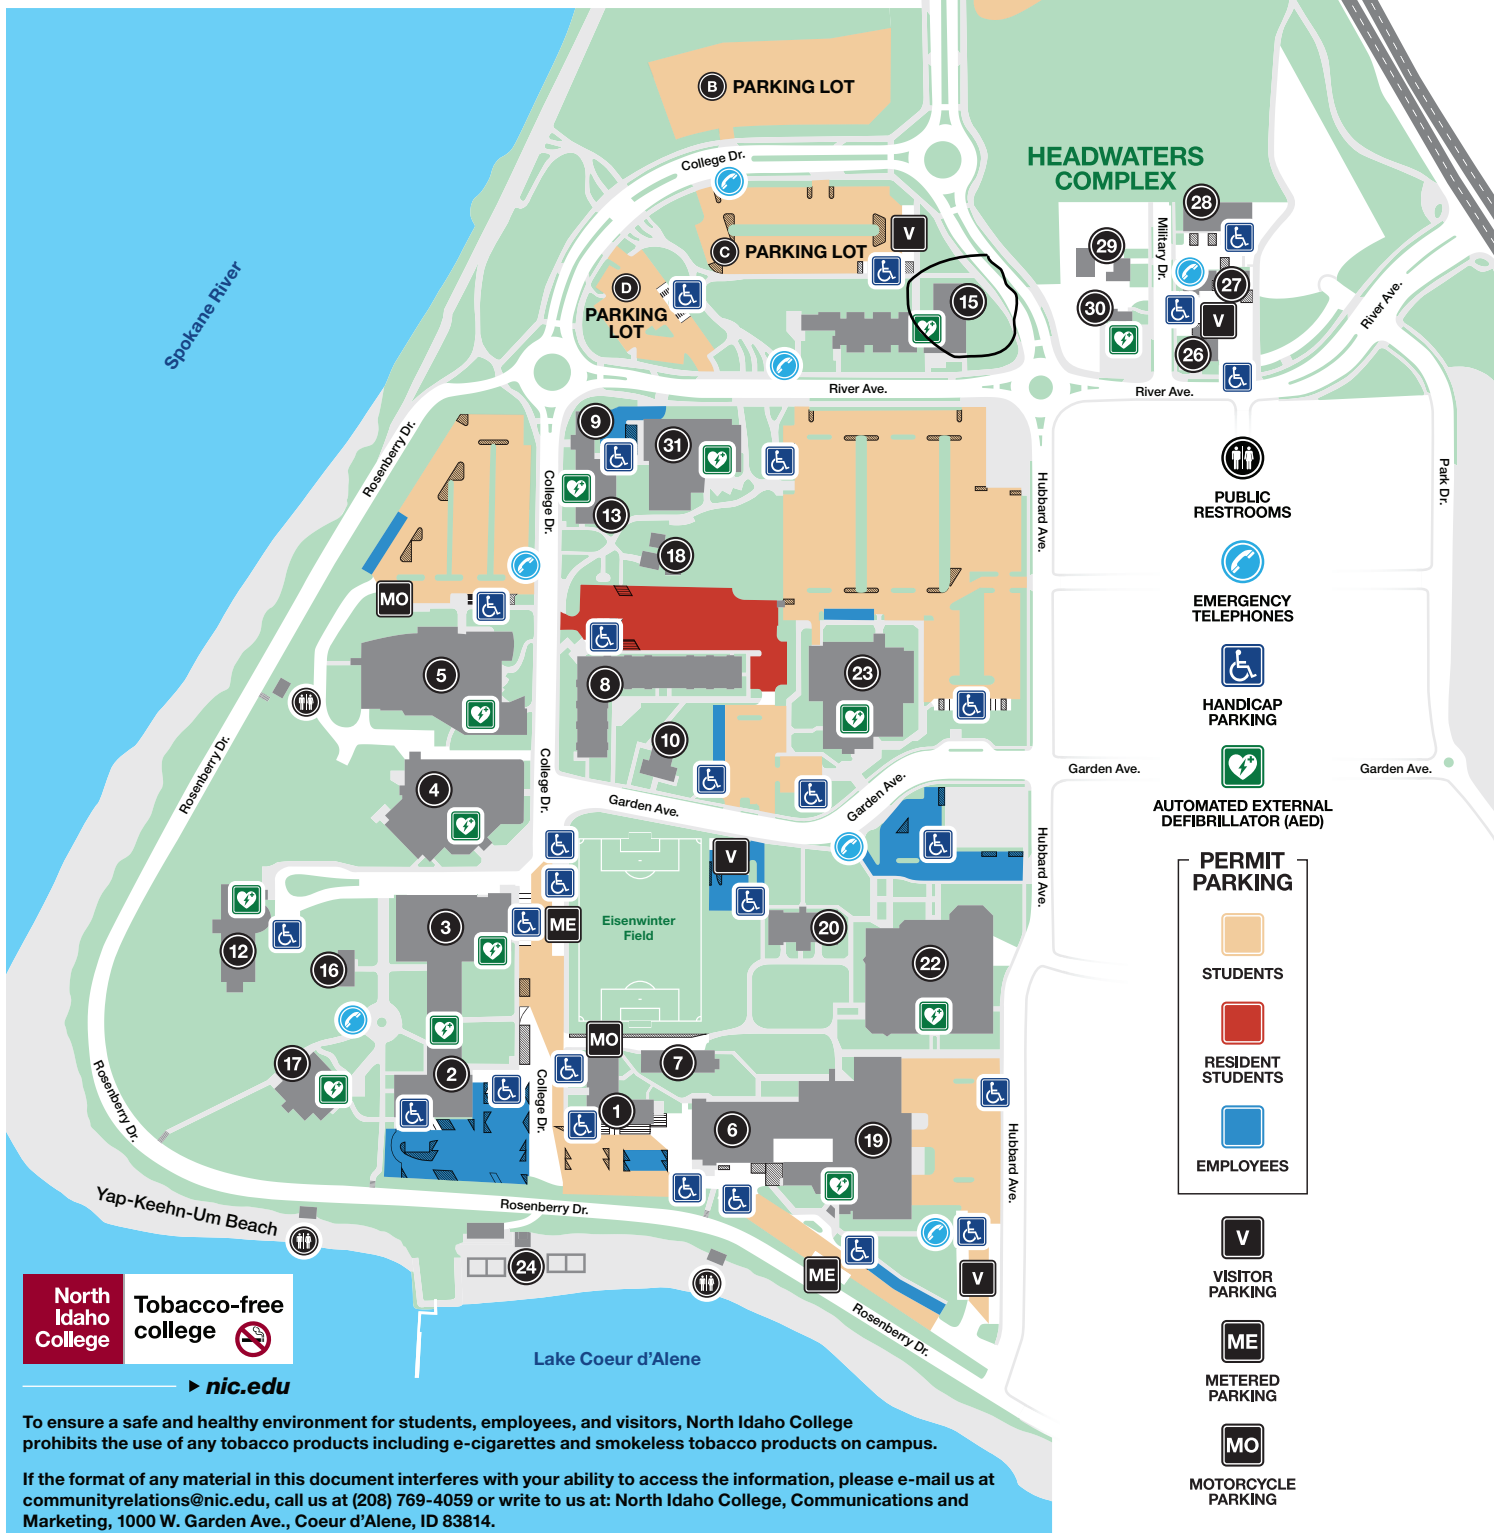 B PARKING LOT
College Dr.
HEADWATERS
COMPLEX
28
V
29
Military Dr.
C PARKING LOT
27
D
PARKING
LOT
15
30
V
26
River Ave.
Spokane River
River Ave.
River Ave.
9
31
Rosenberry Dr.
College Dr.
13
Hubbard Ave.
Park Dr.
PUBLIC
RESTROOMS
18
MO
EMERGENCY
TELEPHONES
5
8
23
HANDICAP
PARKING
10
Rosenberry Dr.
College Dr.
Garden Ave.
Garden Ave.
Garden Ave.
Garden Ave.
4
AUTOMATED EXTERNAL
DEFIBRILLATOR (AED)
V
Hubbard Ave.
PERMIT
PARKING
3
ME
Eisenwinter
Field
20
12
16
22
STUDENTS
MO
7
17
2
RESIDENT
STUDENTS
Rosenberry Dr.
College Dr.
1
6
19
Hubbard Ave.
EMPLOYEES
Yap-Keehn-Um Beach
Rosenberry Dr.
24
ME
V
V
VISITOR
PARKING
Rosenberry Dr.
ME
METERED
PARKING
MO
MOTORCYCLE
PARKING
North
Idaho
College
Tobacco-free
college
nic.edu
Lake Coeur d'Alene
To ensure a safe and healthy environment for students, employees, and visitors, North Idaho College
prohibits the use of any tobacco products including e-cigarettes and smokeless tobacco products on campus.
If the format of any material in this document interferes with your ability to access the information, please e-mail us at
communityrelations@nic.edu, call us at (208) 769-4059 or write to us at: North Idaho College, Communications and
Marketing, 1000 W. Garden Ave., Coeur d'Alene, ID 83814.